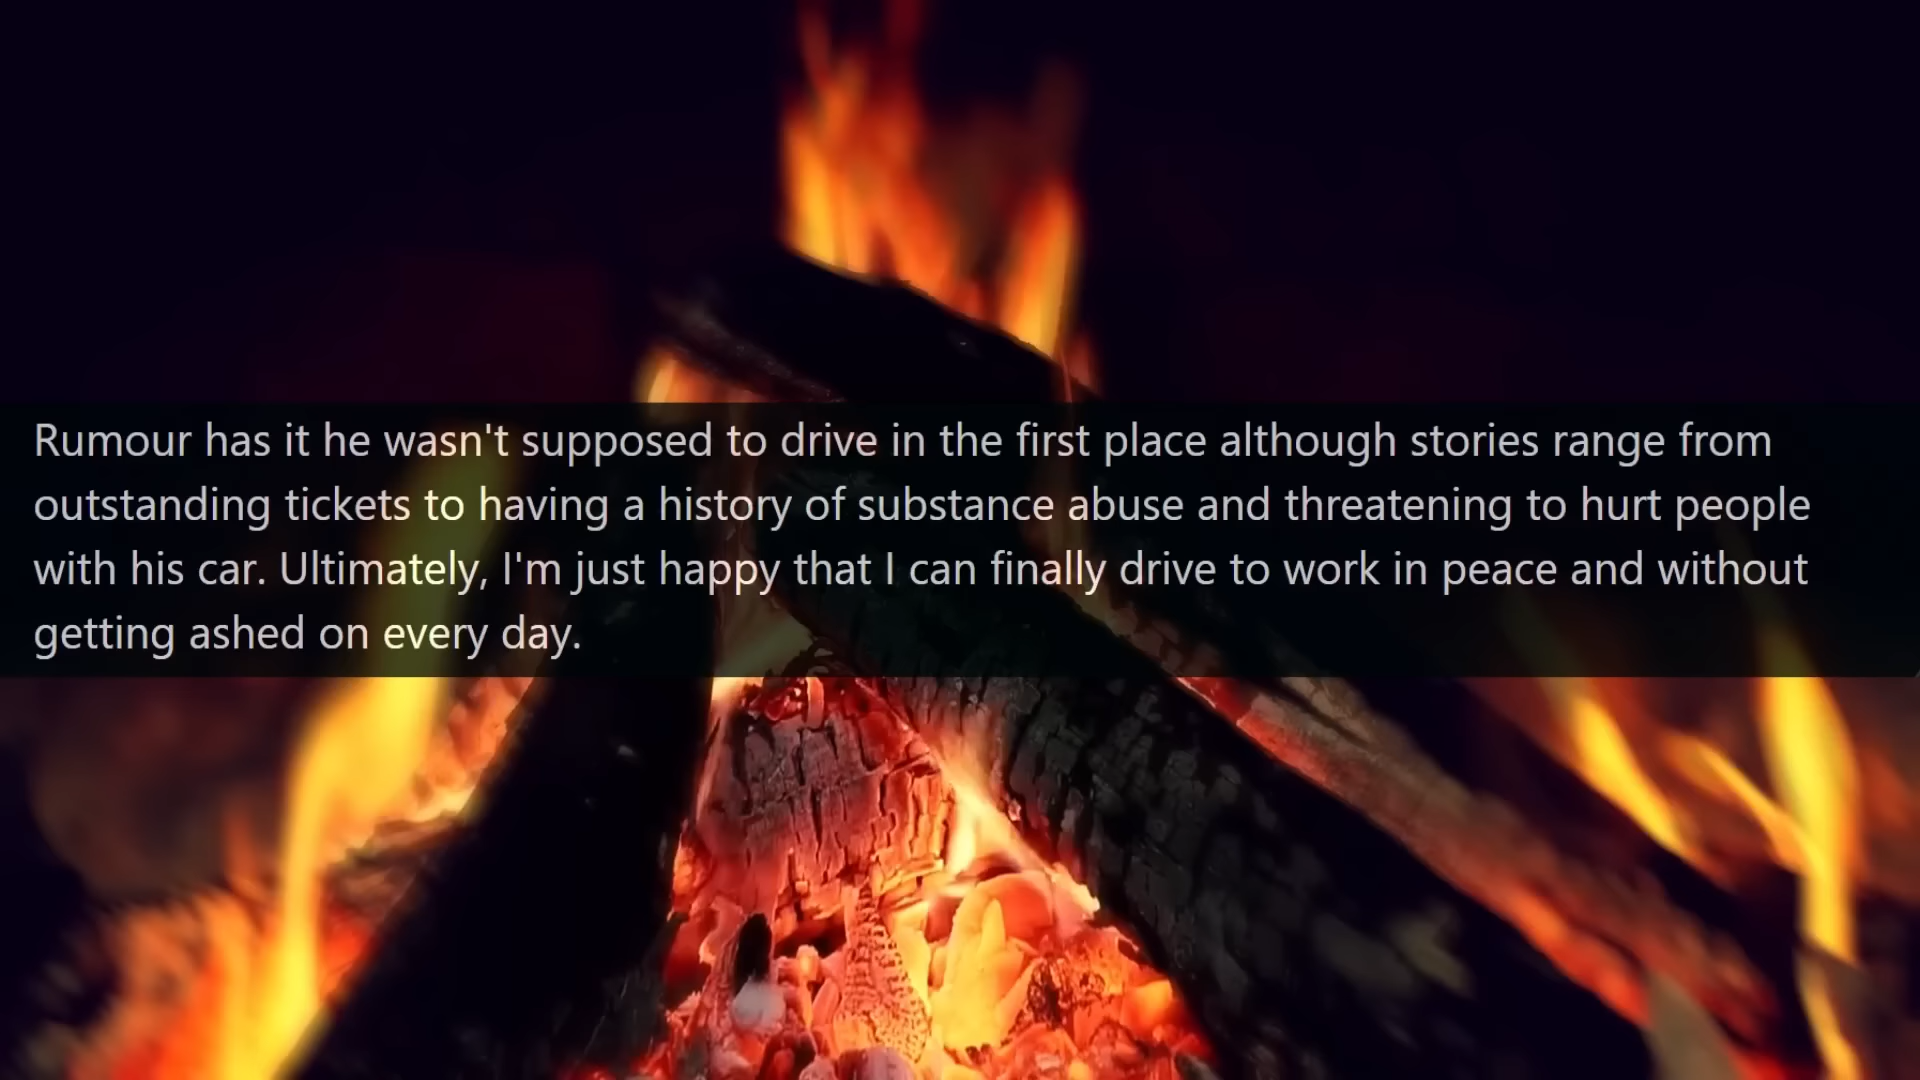 Rumour has it he wasn't supposed to drive in the first place although stories range from
outstanding tickets to having a history of substance abuse and threatening to hurt people
with his car. Ultimately, I'm just happy that I can finally drive to work in peace and without
getting ashed on every day.